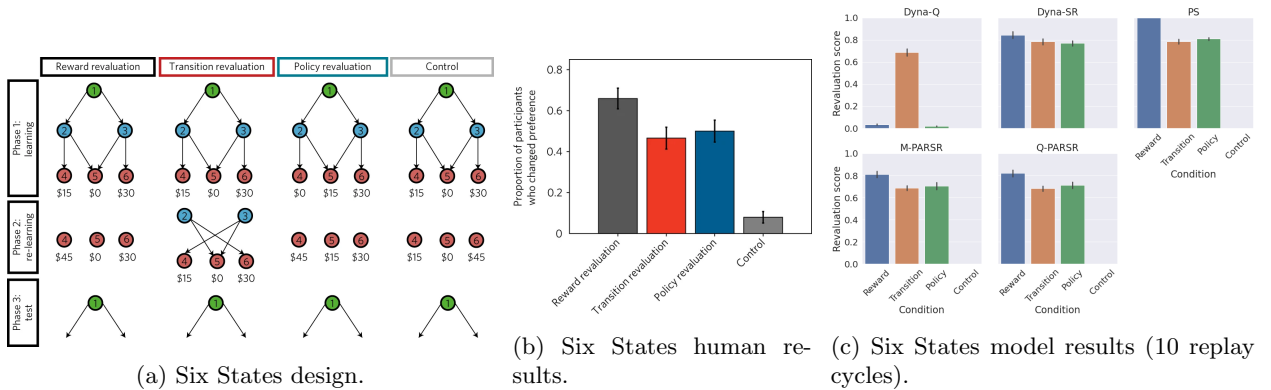 Reward revaluation
Transition revaluation
Policy revaluation
Control
Phase 1:
learning
1
1
1
1
2
3
2
3
2
3
2
3
4
5
6
4
5
6
4
5
6
4
5
6
$15
$0
$30
$15
$0
$30
$0
$15
$30
$15
$0
$30
Phase 2:
re-learning
2
3
4
5
6
4
5
6
4
5
6
4
5
6
$45
$0
$30
$15
$0
$30
$45
$15
$30
$45
$0
$45
Phase 3:
test
1
1
1
1
(a) Six States design.
Proportion of participants
who changed preference
0.8
0.6
0.4
0.2
0
Reward revaluation
Transition revaluation
Policy revaluation
Control
(b) Six States human re-
sults.
Dyna-Q
Dyna-SR
PS
Revaluation score
1.0
0.8
0.6
0.4
0.2
0.0
Reward
Transition
Policy
Control
Condition
M-PARSR
Q-PARSR
Revaluation score
1.0
0.8
0.6
0.4
0.2
0.0
Reward
Transition
Policy
Control
Condition
Reward
Transition
Policy
Control
Condition
(c) Six States model results (10 replay
cycles).